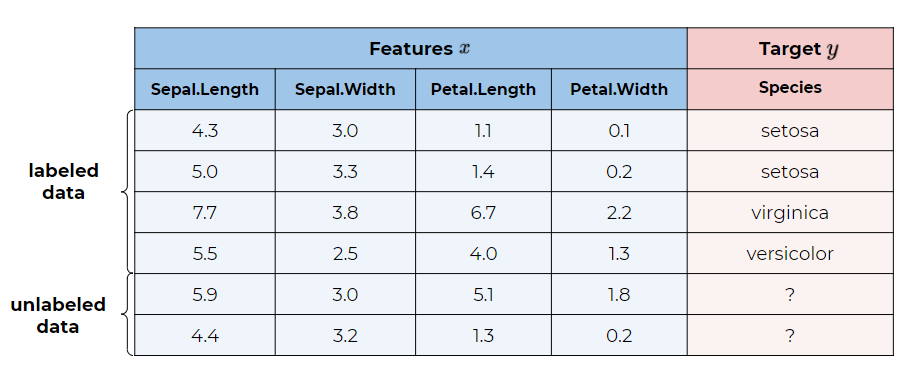 Features x Target y
Sepal.Length Sepal.Width Petal.Length Petal.Width Species
4.3 3.0 1.1 0.1 setosa
labeled
data
5.0 3.3 1.4 0.2 setosa
7.7 3.8 6.7 2.2 virginica
5.5 2.5 4.0 1.3 versicolor
unlabeled
data
5.9 3.0 5.1 1.8 ?
4.4 3.2 1.3 0.2 ?